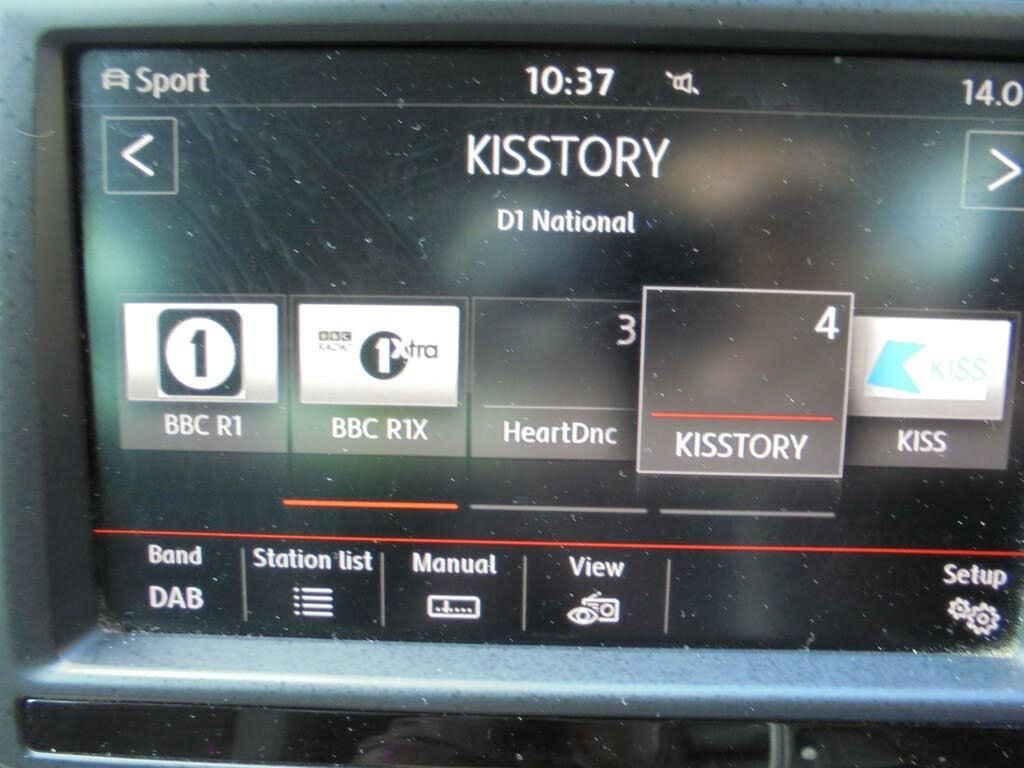 Sport 10:37 14.0
<
KISSTORY
>
D1 National
1 BBC RADIO 1Xtra 3 4 KISS
BBC R1 BBC R1X HeartDnc KISSTORY KISS
Band Station list Manual View Setup
DAB